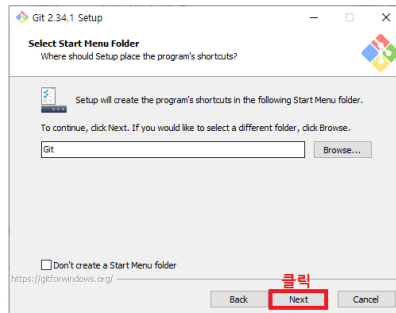 Git 2.34.1 Setup
Select Start Menu Folder
Where should Setup place the program's shortcuts?
Setup will create the program's shortcuts in the following Start Menu folder.
To continue, click Next. If you would like to select a different folder, click Browse.
Git
Browse...
Don't create a Start Menu folder
https://gitforwindows.org/
클릭
Back
Next
Cancel